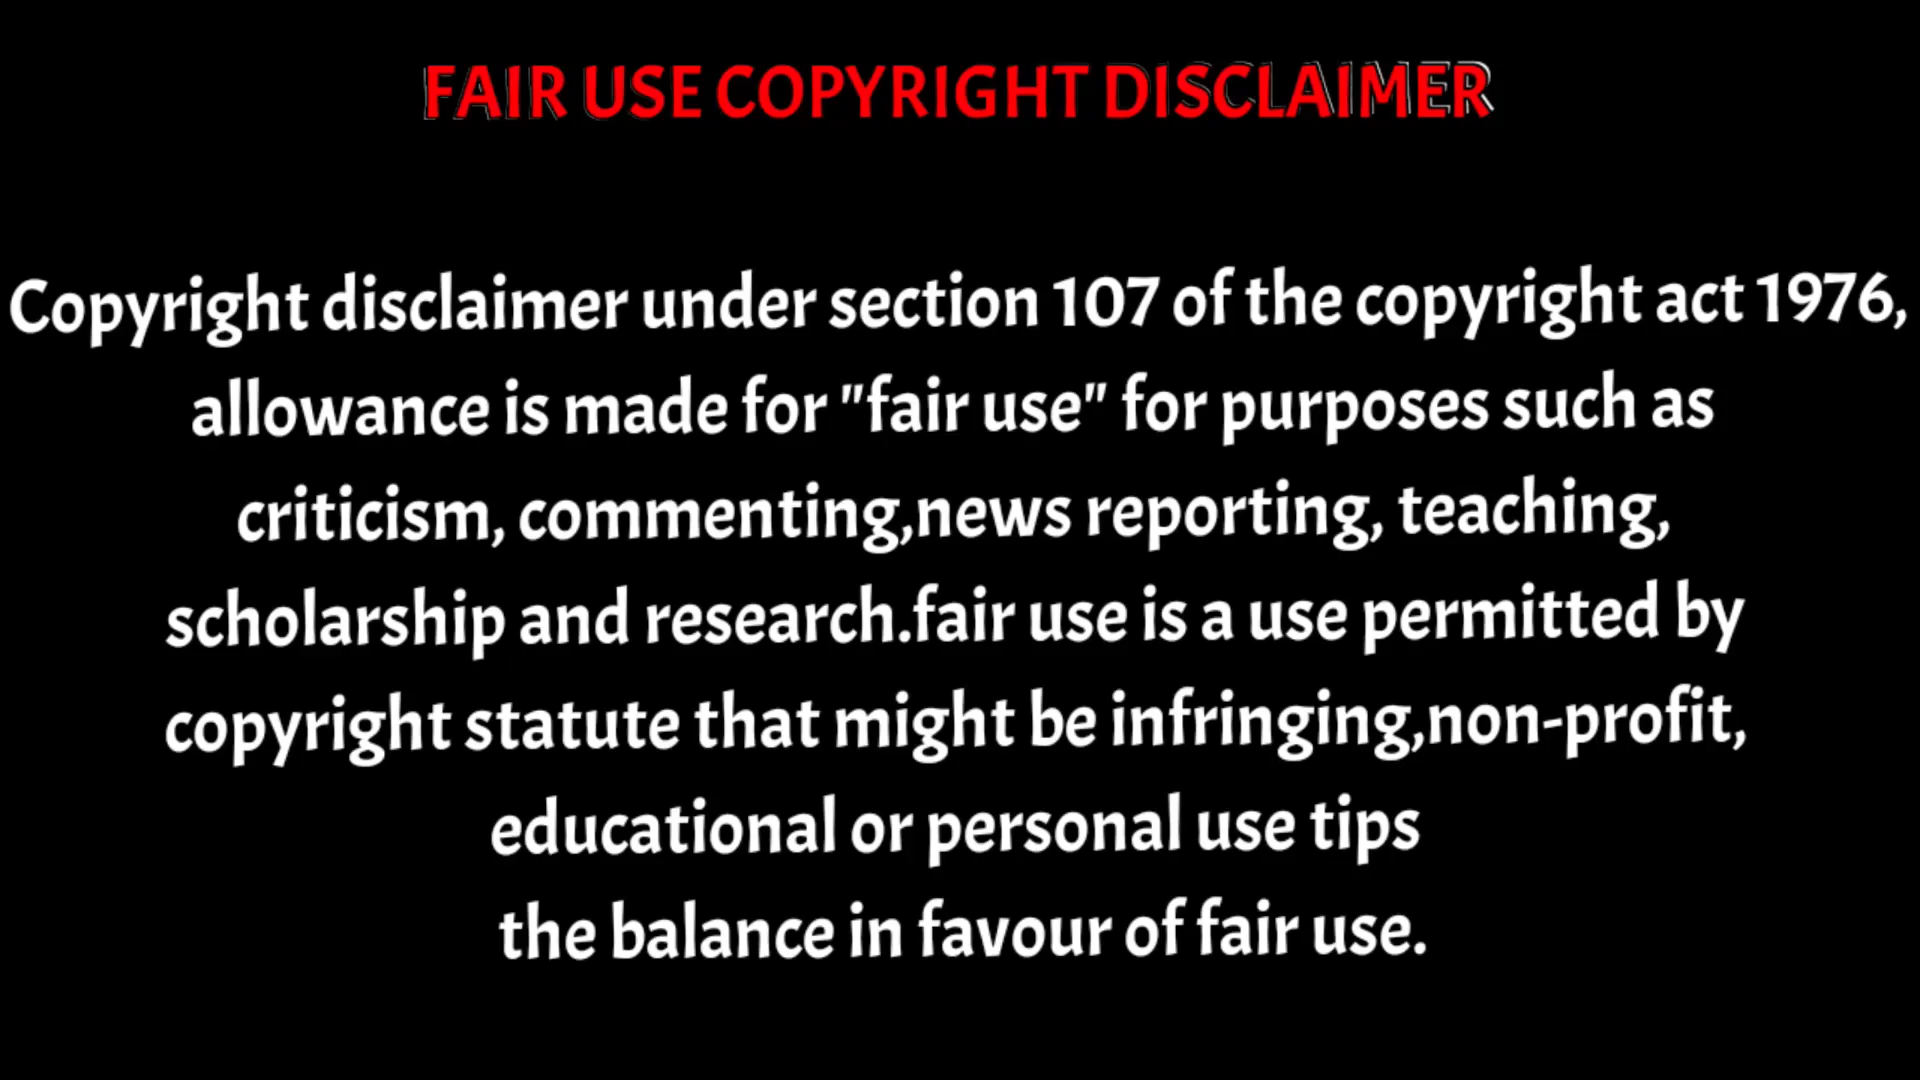 FAIR USE COPYRIGHT DISCLAIMER
Copyright disclaimer under section 107 of the copyright act 1976,
allowance is made for "fair use" for purposes such as
criticism, commenting,news reporting, teaching,
scholarship and research.fair use is a use permitted by
copyright statute that might be infringing,non-profit,
educational or personal use tips
the balance in favour of fair use.